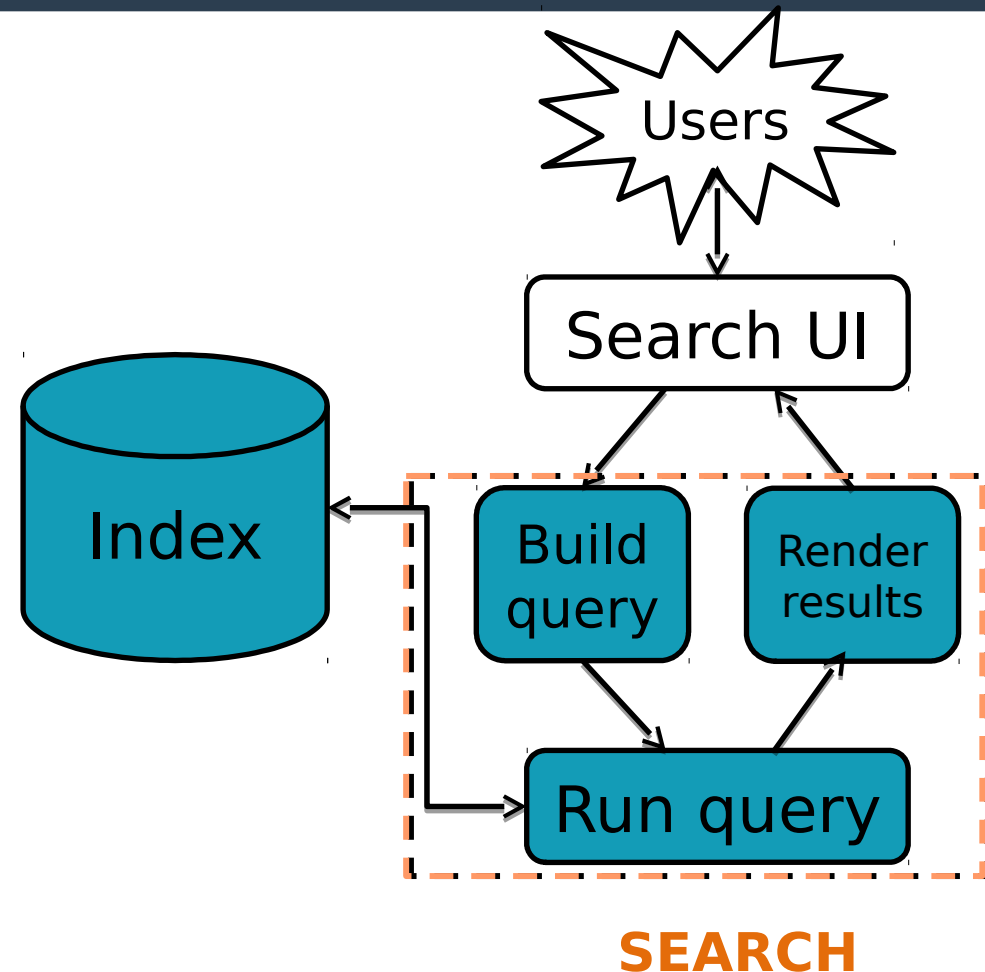 Users
Search UI
Index
Build
query
Render
results
Run query
SEARCH